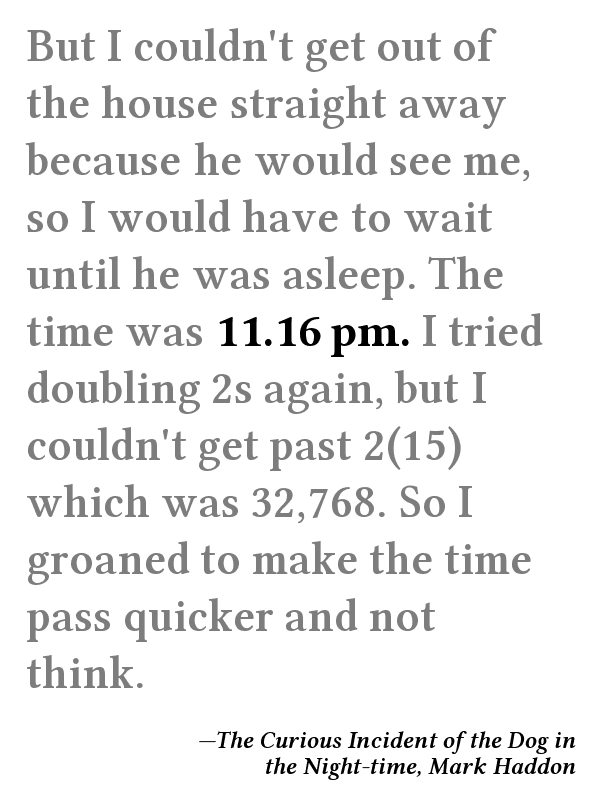 But I couldn't get out of
the house straight away
because he would see me,
so I would have to wait
until he was asleep. The
time was 11.16 pm. I tried
doubling 2s again, but I
couldn't get past 2(15)
which was 32,768. So I
groaned to make the time
pass quicker and not
think.
—The Curious Incident of the Dog in
the Night-time, Mark Haddon